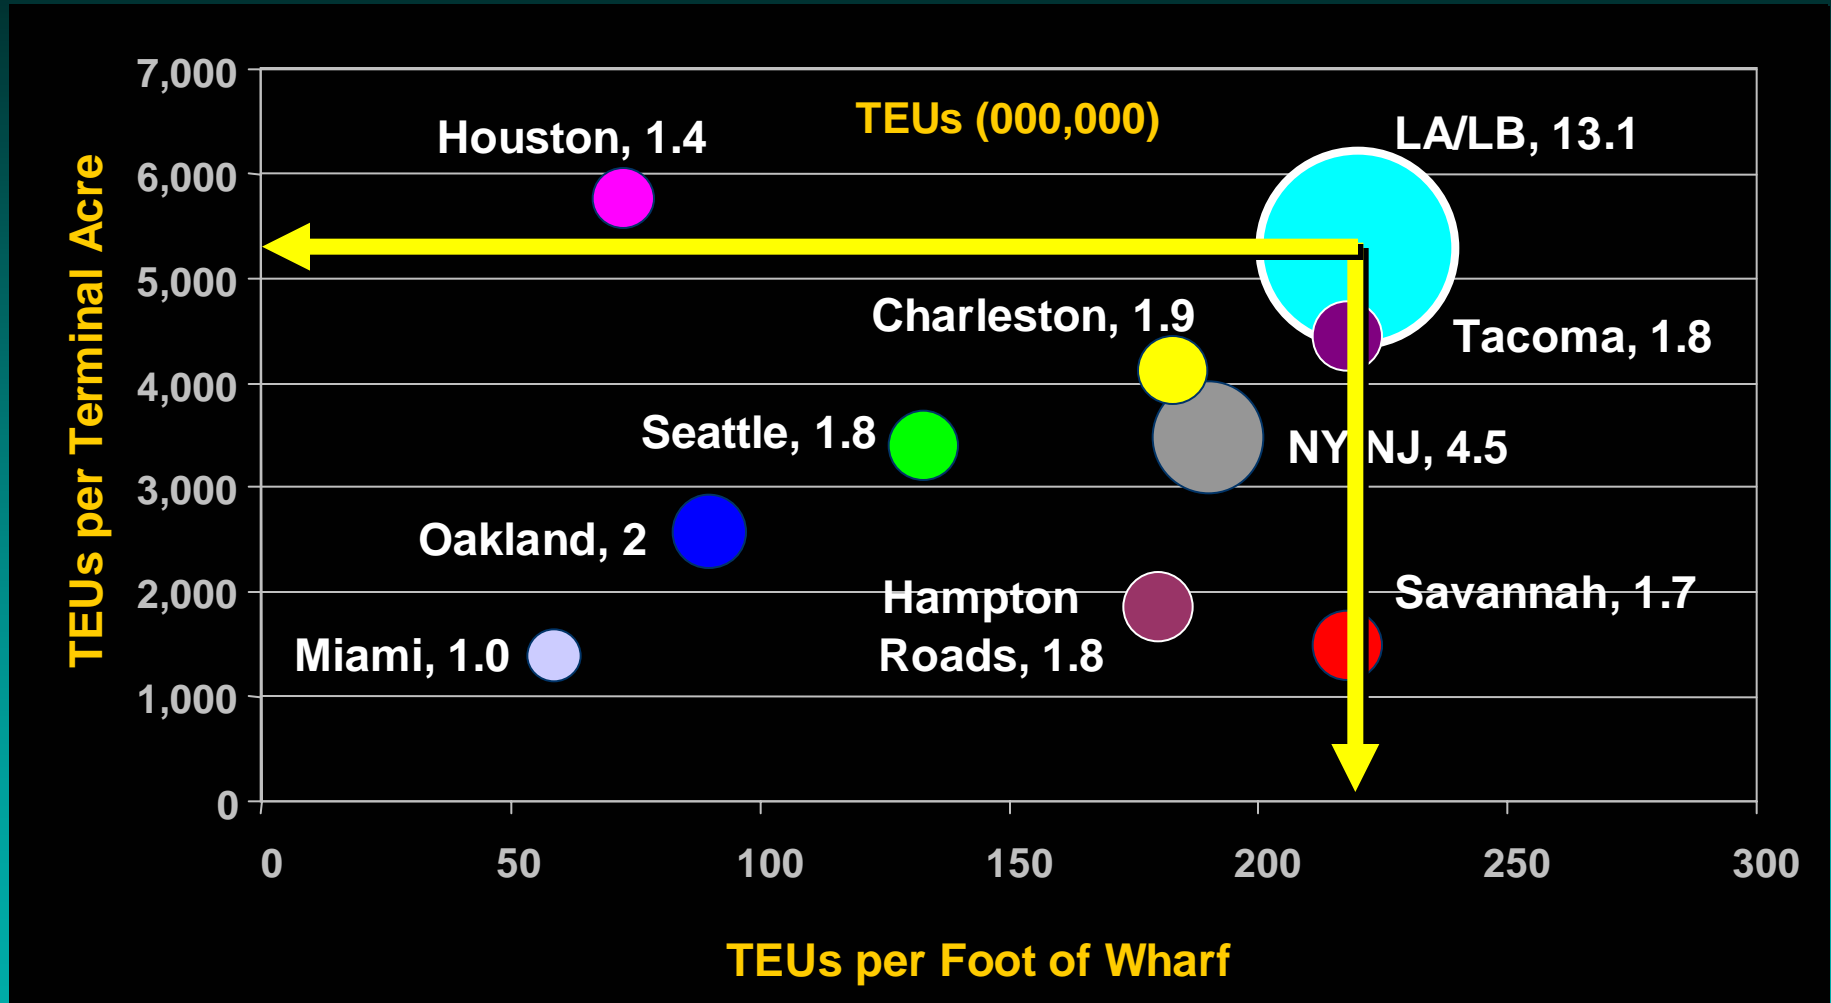 7,000
6,000
5,000
4,000
3,000
2,000
1,000
0
TEUs per Terminal Acre
TEUs (000,000)
Houston, 1.4
LA/LB, 13.1
Charleston, 1.9
Tacoma, 1.8
Seattle, 1.8
NY NJ, 4.5
Oakland, 2
Hampton
Roads, 1.8
Savannah, 1.7
Miami, 1.0
0 50 100 150 200 250 300
TEUs per Foot of Wharf